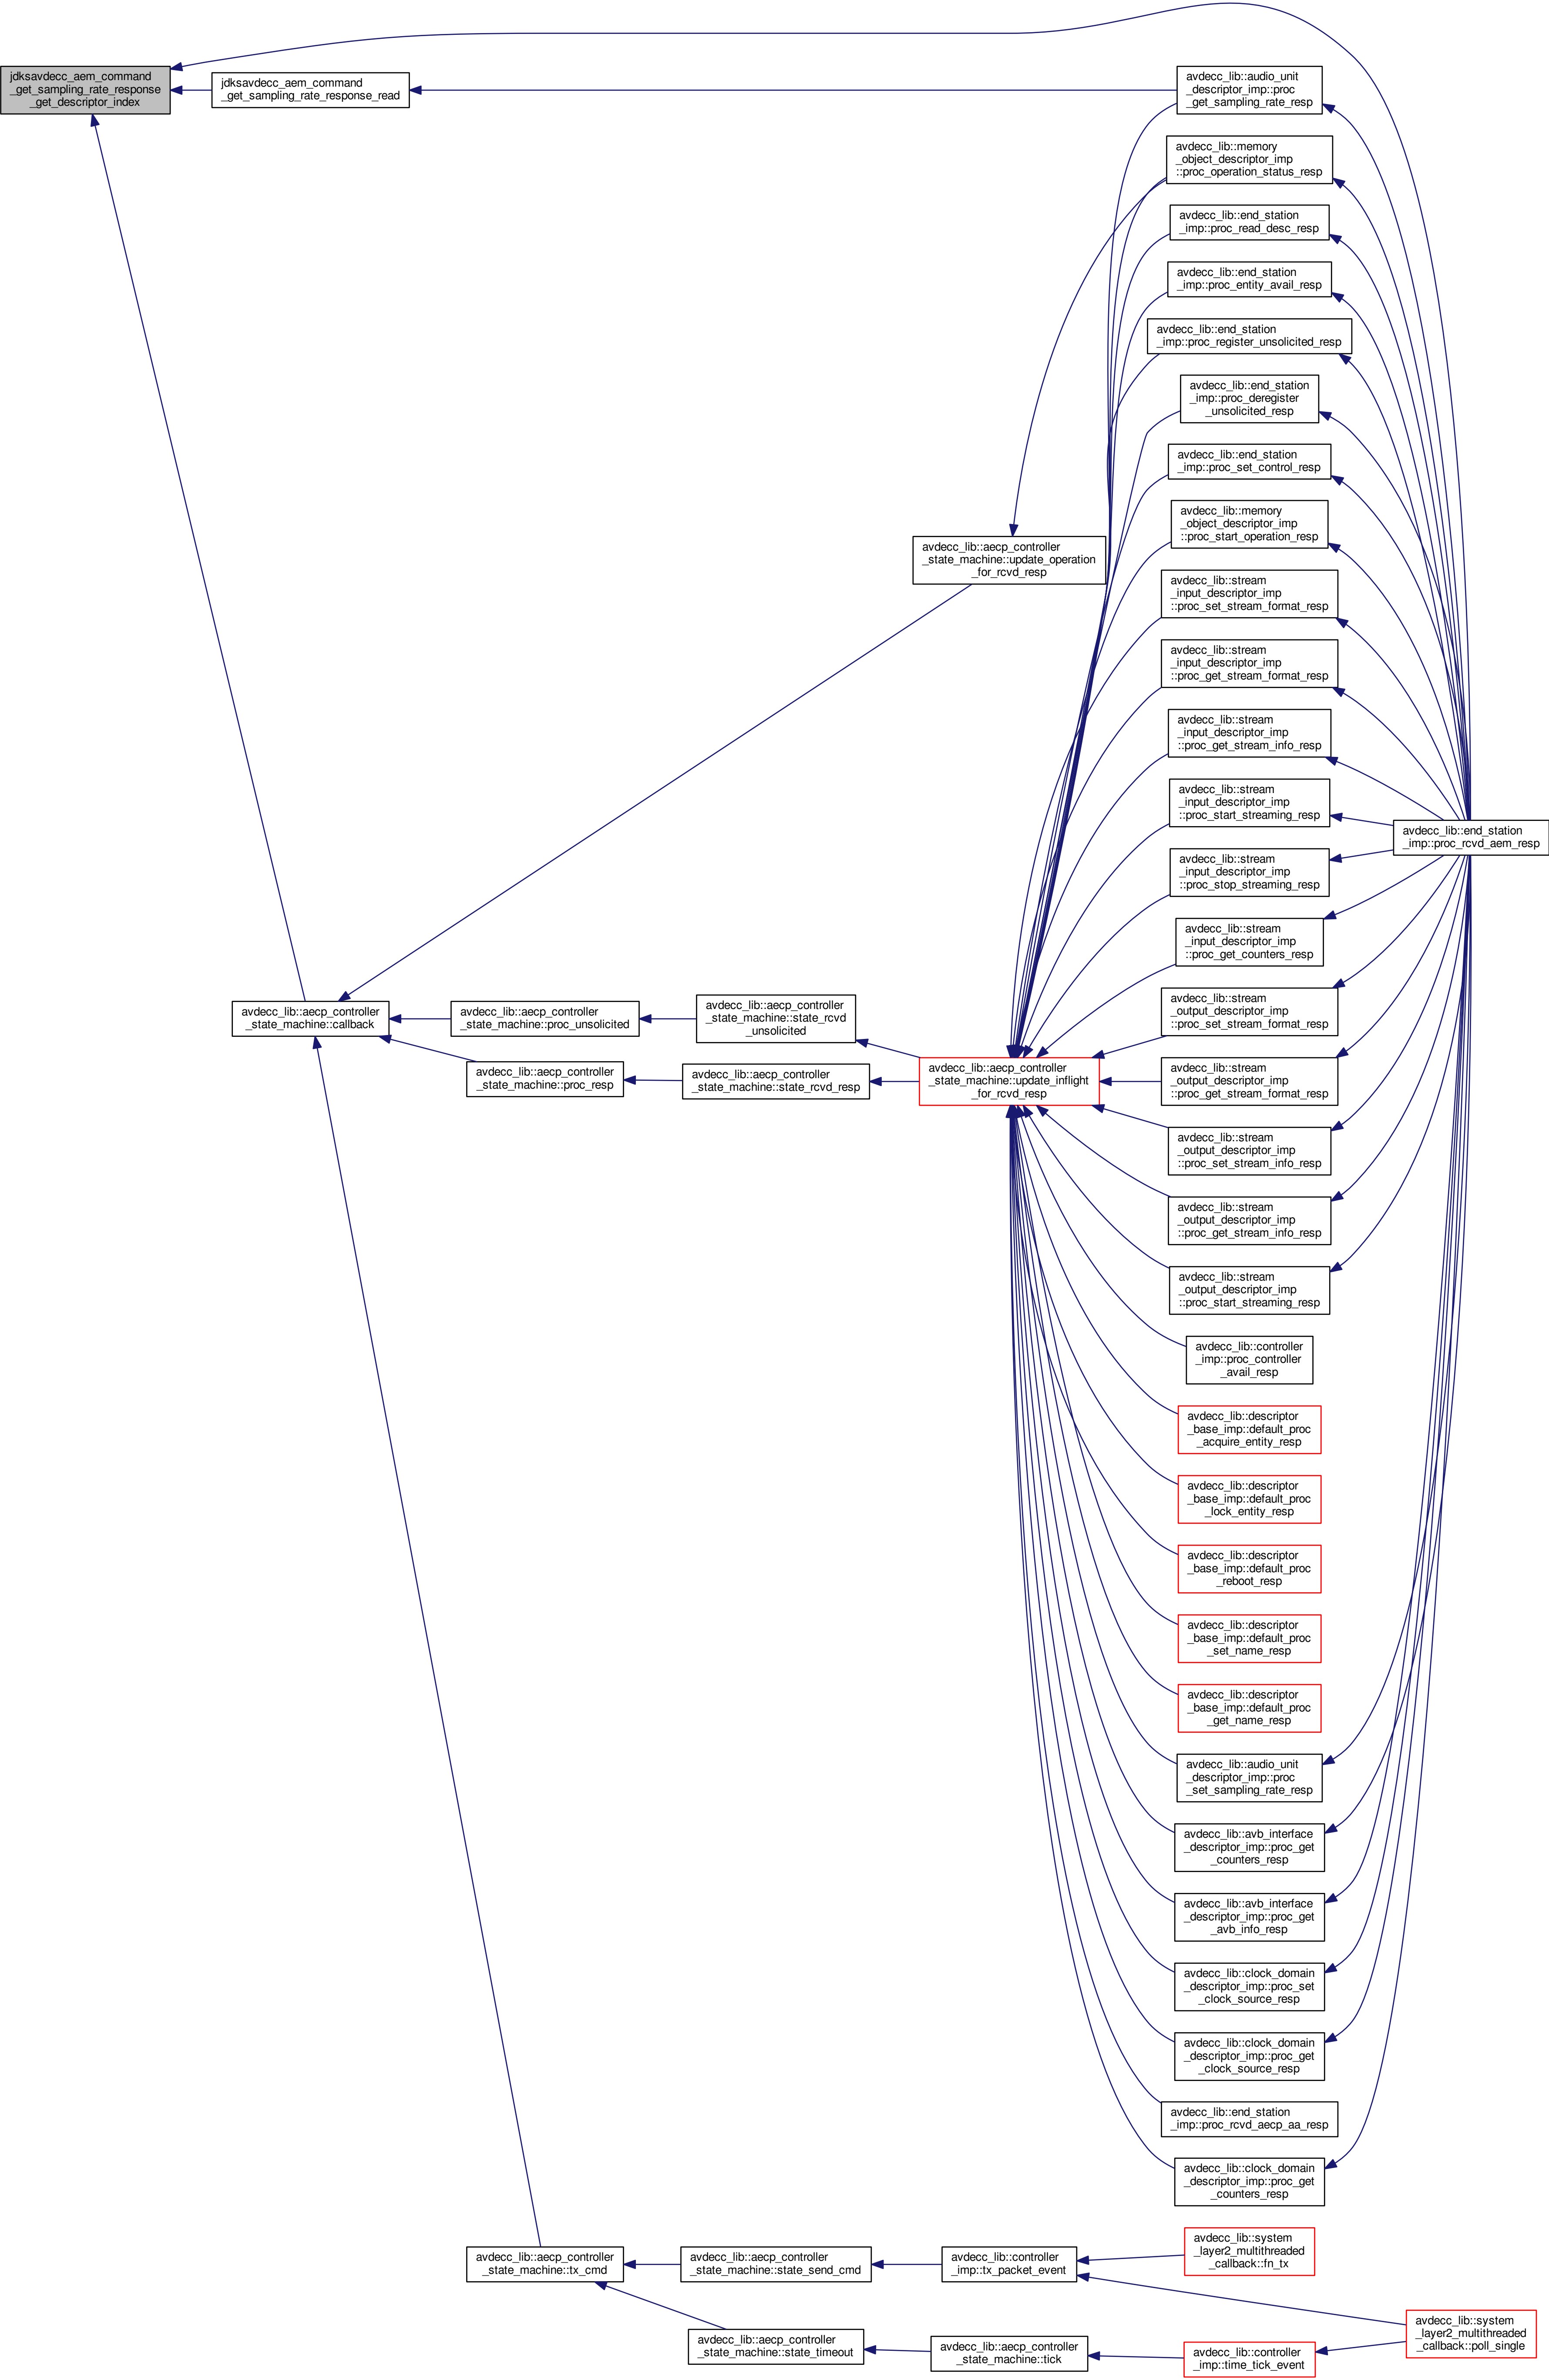 jdksavdecc_aem_command
_get_sampling_rate_response
_get_descriptor_index
jdksavdecc_aem_command
_get_sampling_rate_response_read
avdecc_lib::audio_unit
_descriptor_imp::proc
_get_sampling_rate_resp
avdecc_lib::memory
_object_descriptor_imp
::proc_operation_status_resp
avdecc_lib::end_station
_imp::proc_read_desc_resp
avdecc_lib::end_station
_imp::proc_entity_avail_resp
avdecc_lib::end_station
_imp::proc_register_unsolicited_resp
avdecc_lib::end_station
_imp::proc_deregister
_unsolicited_resp
avdecc_lib::end_station
_imp::proc_set_control_resp
avdecc_lib::memory
_object_descriptor_imp
::proc_start_operation_resp
avdecc_lib::aecp_controller
_state_machine::update_operation
_for_rcvd_resp
avdecc_lib::stream
_input_descriptor_imp
::proc_set_stream_format_resp
avdecc_lib::stream
_input_descriptor_imp
::proc_get_stream_format_resp
avdecc_lib::stream
_input_descriptor_imp
::proc_get_stream_info_resp
avdecc_lib::stream
_input_descriptor_imp
::proc_start_streaming_resp
avdecc_lib::end_station
_imp::proc_rcvd_aem_resp
avdecc_lib::stream
_input_descriptor_imp
::proc_stop_streaming_resp
avdecc_lib::stream
_input_descriptor_imp
::proc_get_counters_resp
avdecc_lib::aecp_controller
_state_machine::callback
avdecc_lib::aecp_controller
_state_machine::proc_unsolicited
avdecc_lib::aecp_controller
_state_machine::state_rcvd
_unsolicited
avdecc_lib::stream
_output_descriptor_imp
::proc_set_stream_format_resp
avdecc_lib::aecp_controller
_state_machine::proc_resp
avdecc_lib::aecp_controller
_state_machine::state_rcvd_resp
avdecc_lib::aecp_controller
_state_machine::update_inflight
_for_rcvd_resp
avdecc_lib::stream
_output_descriptor_imp
::proc_get_stream_format_resp
avdecc_lib::stream
_output_descriptor_imp
::proc_set_stream_info_resp
avdecc_lib::stream
_output_descriptor_imp
::proc_get_stream_info_resp
avdecc_lib::stream
_output_descriptor_imp
::proc_start_streaming_resp
avdecc_lib::controller
_imp::proc_controller
_avail_resp
avdecc_lib::descriptor
_base_imp::default_proc
_acquire_entity_resp
avdecc_lib::descriptor
_base_imp::default_proc
_lock_entity_resp
avdecc_lib::descriptor
_base_imp::default_proc
_reboot_resp
avdecc_lib::descriptor
_base_imp::default_proc
_set_name_resp
avdecc_lib::descriptor
_base_imp::default_proc
_get_name_resp
avdecc_lib::audio_unit
_descriptor_imp::proc
_set_sampling_rate_resp
avdecc_lib::avb_interface
_descriptor_imp::proc_get
_counters_resp
avdecc_lib::avb_interface
_descriptor_imp::proc_get
_avb_info_resp
avdecc_lib::clock_domain
_descriptor_imp::proc_set
_clock_source_resp
avdecc_lib::clock_domain
_descriptor_imp::proc_get
_clock_source_resp
avdecc_lib::end_station
_imp::proc_rcvd_aecp_aa_resp
avdecc_lib::clock_domain
_descriptor_imp::proc_get
_counters_resp
avdecc_lib::aecp_controller
_state_machine::tx_cmd
avdecc_lib::aecp_controller
_state_machine::state_send_cmd
avdecc_lib::controller
_imp::tx_packet_event
avdecc_lib::system
_layer2_multithreaded
_callback::fn_tx
avdecc_lib::aecp_controller
_state_machine::state_timeout
avdecc_lib::aecp_controller
_state_machine::tick
avdecc_lib::controller
_imp::time_tick_event
avdecc_lib::system
_layer2_multithreaded
_callback::poll_single